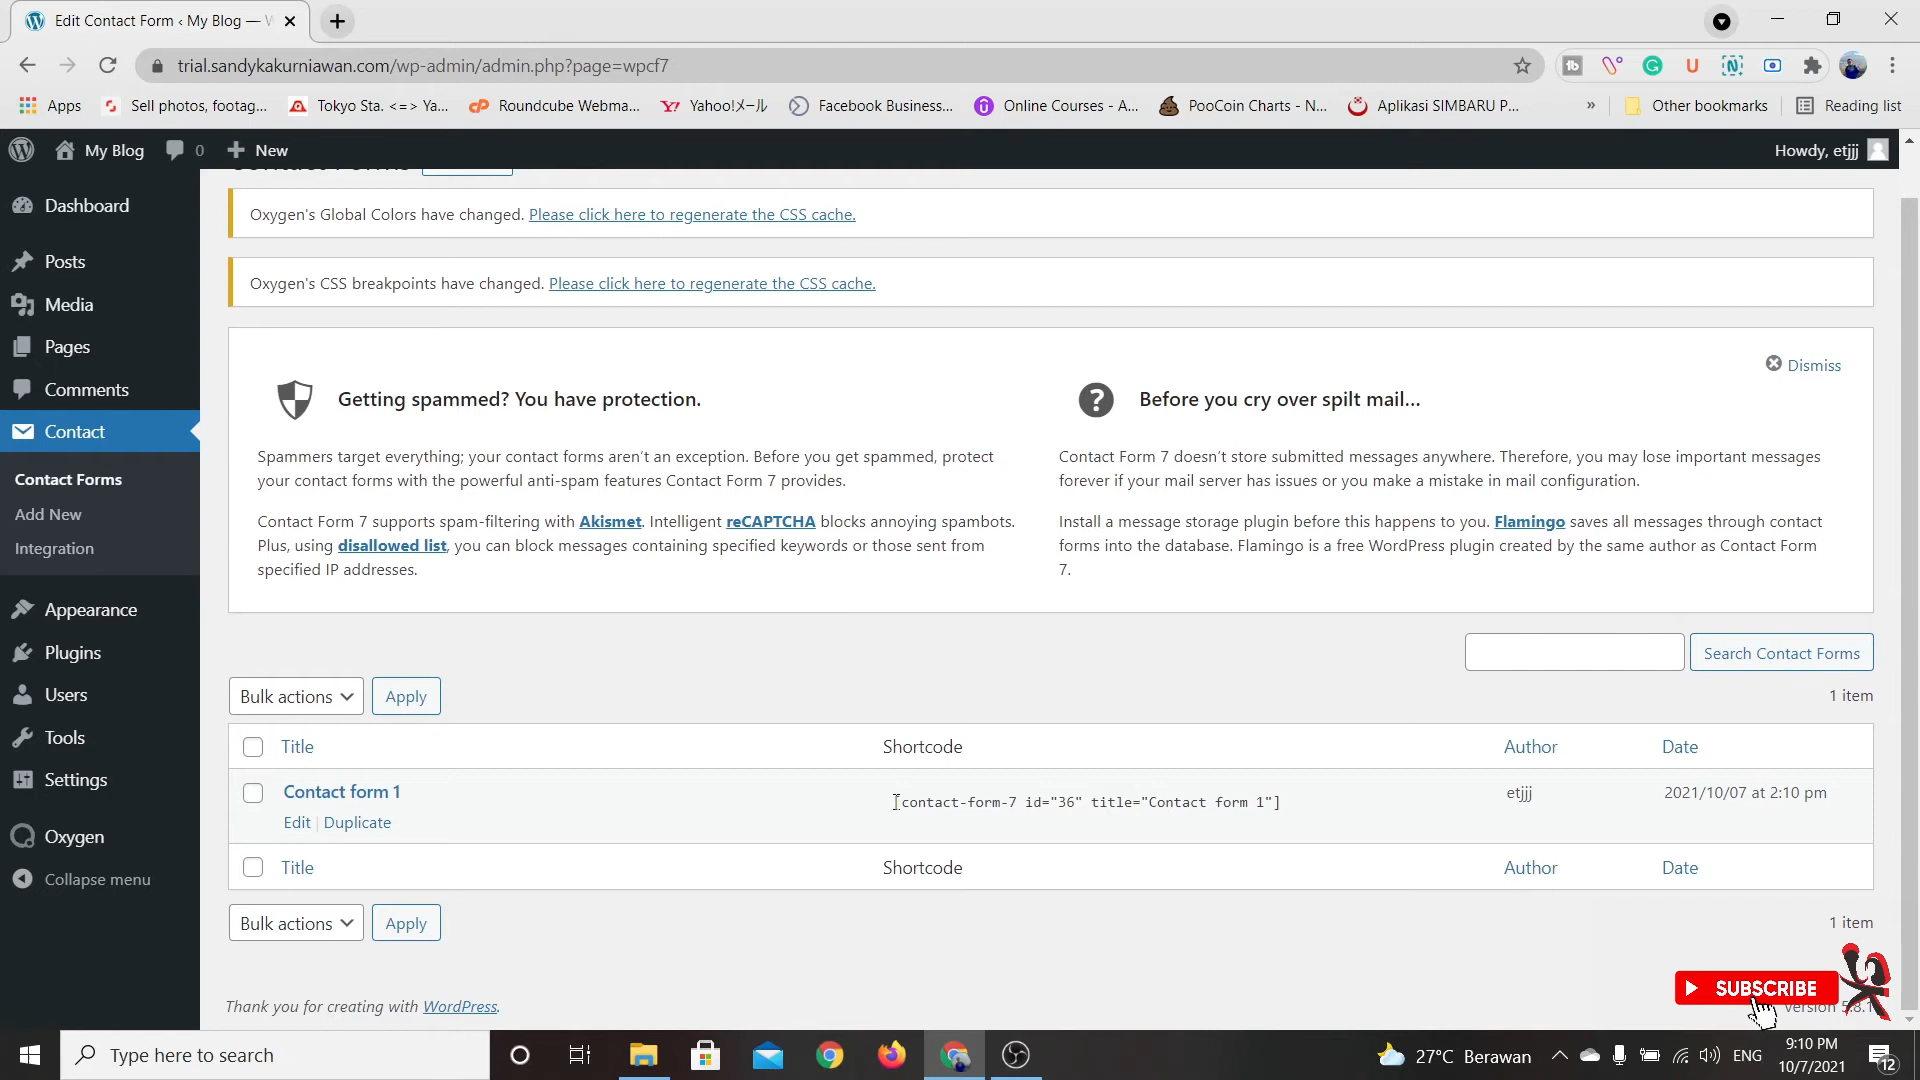 Edit Contact Form ‹ My Blog —
trial.sandykakurniawan.com/wp-admin/admin.php?page=wpcf7
Apps
Sell photos, footag...
Tokyo Sta. <=> Ya...
Roundcube Webma...
Yahoo!メール
Facebook Business...
Online Courses - A...
PooCoin Charts - N...
Aplikasi SIMBARU P...
»
Other bookmarks
Reading list
My Blog
0
New
Howdy, etjjj
Dashboard
Posts
Media
Pages
Comments
Contact
Contact Forms
Add New
Integration
Appearance
Plugins
Users
Tools
Settings
Oxygen
Collapse menu
Oxygen's Global Colors have changed. Please click here to regenerate the CSS cache.
Oxygen's CSS breakpoints have changed. Please click here to regenerate the CSS cache.
Dismiss
Getting spammed? You have protection.
Spammers target everything; your contact forms aren’t an exception. Before you get spammed, protect
your contact forms with the powerful anti-spam features Contact Form 7 provides.
Contact Form 7 supports spam-filtering with Akismet. Intelligent reCAPTCHA blocks annoying spambots.
Plus, using disallowed list, you can block messages containing specified keywords or those sent from
specified IP addresses.
Before you cry over spilt mail…
Contact Form 7 doesn’t store submitted messages anywhere. Therefore, you may lose important messages
forever if your mail server has issues or you make a mistake in mail configuration.
Install a message storage plugin before this happens to you. Flamingo saves all messages through contact
forms into the database. Flamingo is a free WordPress plugin created by the same author as Contact Form
7.
Search Contact Forms
Bulk actions
Apply
1 item
Title Shortcode Author Date
Contact form 1
[contact-form-7 id="36" title="Contact form 1"]
etjjj
2021/10/07 at 2:10 pm
Edit | Duplicate
Title Shortcode Author Date
Bulk actions
Apply
1 item
SUBSCRIBE
Thank you for creating with WordPress.
Version 5.8.1
Type here to search
27°C Berawan
ENG
9:10 PM
10/7/2021
12